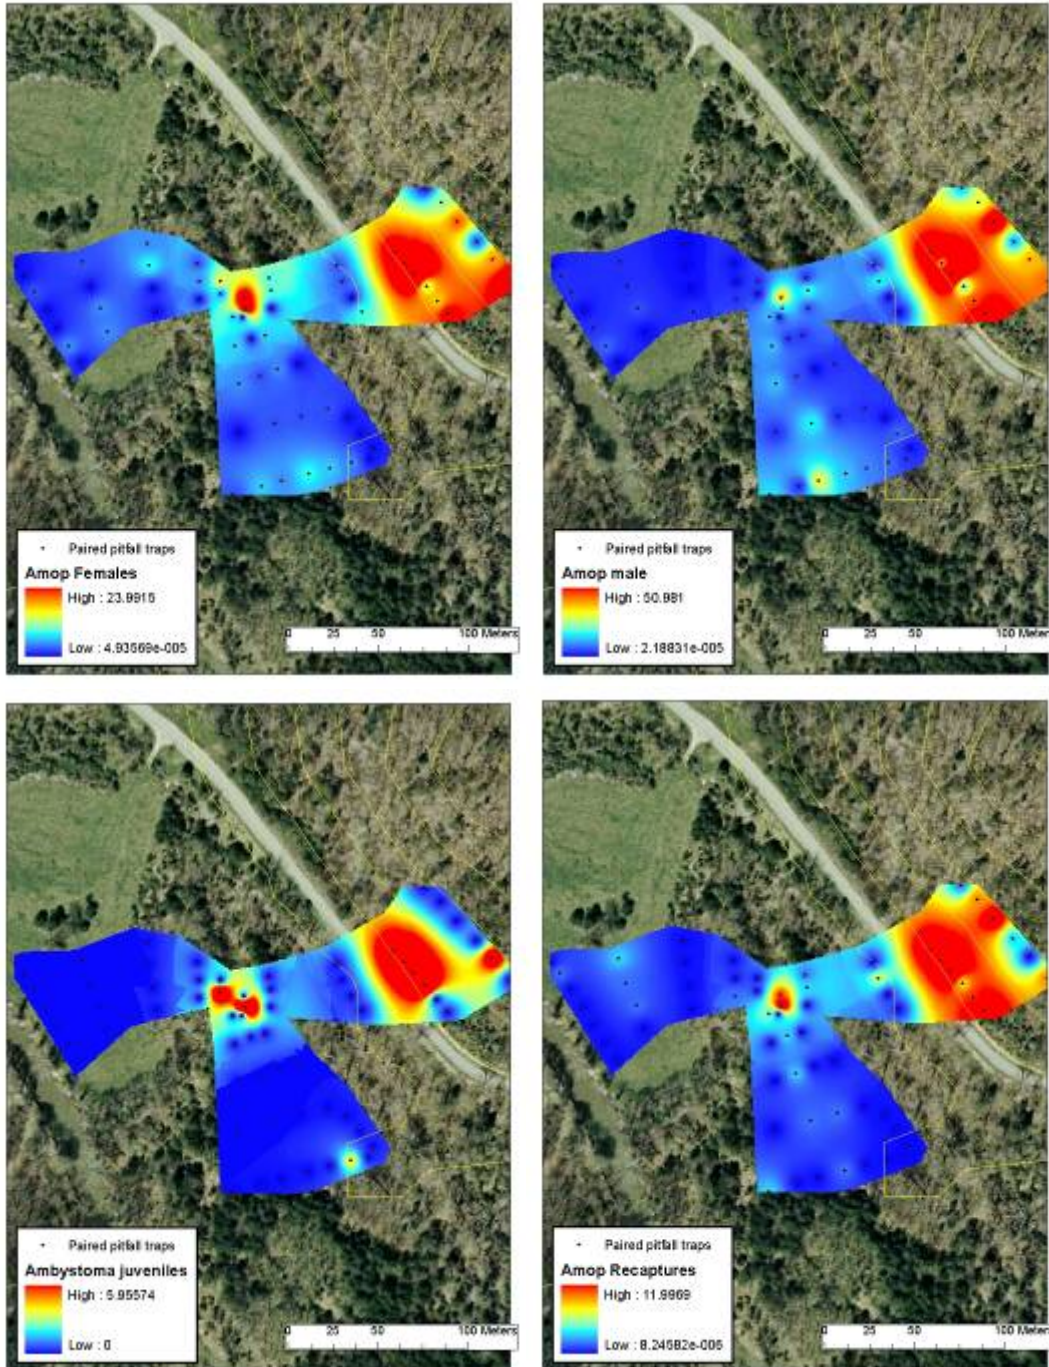 Paired pitfall traps
Amop Females
High : 23.9915
Low : 4.93569e-005
0 25 50 100 Meters
Paired pitfall traps
Amop male
High : 50.981
Low : 2.18831e-005
0 25 50 100 Meters
Paired pitfall traps
Ambystoma juveniles
High : 5.95574
Low : 0
0 25 50 100 Meters
Paired pitfall traps
Amop Recaptures
High : 11.9969
Low : 8.24582e-006
0 25 50 100 Meters